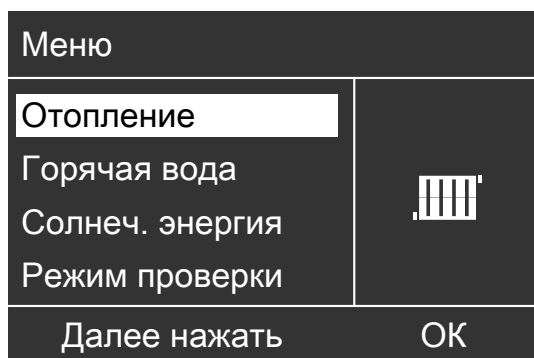 Меню
Отопление
Горячая вода
Солнеч. энергия
Режим проверки
Далее нажать OK